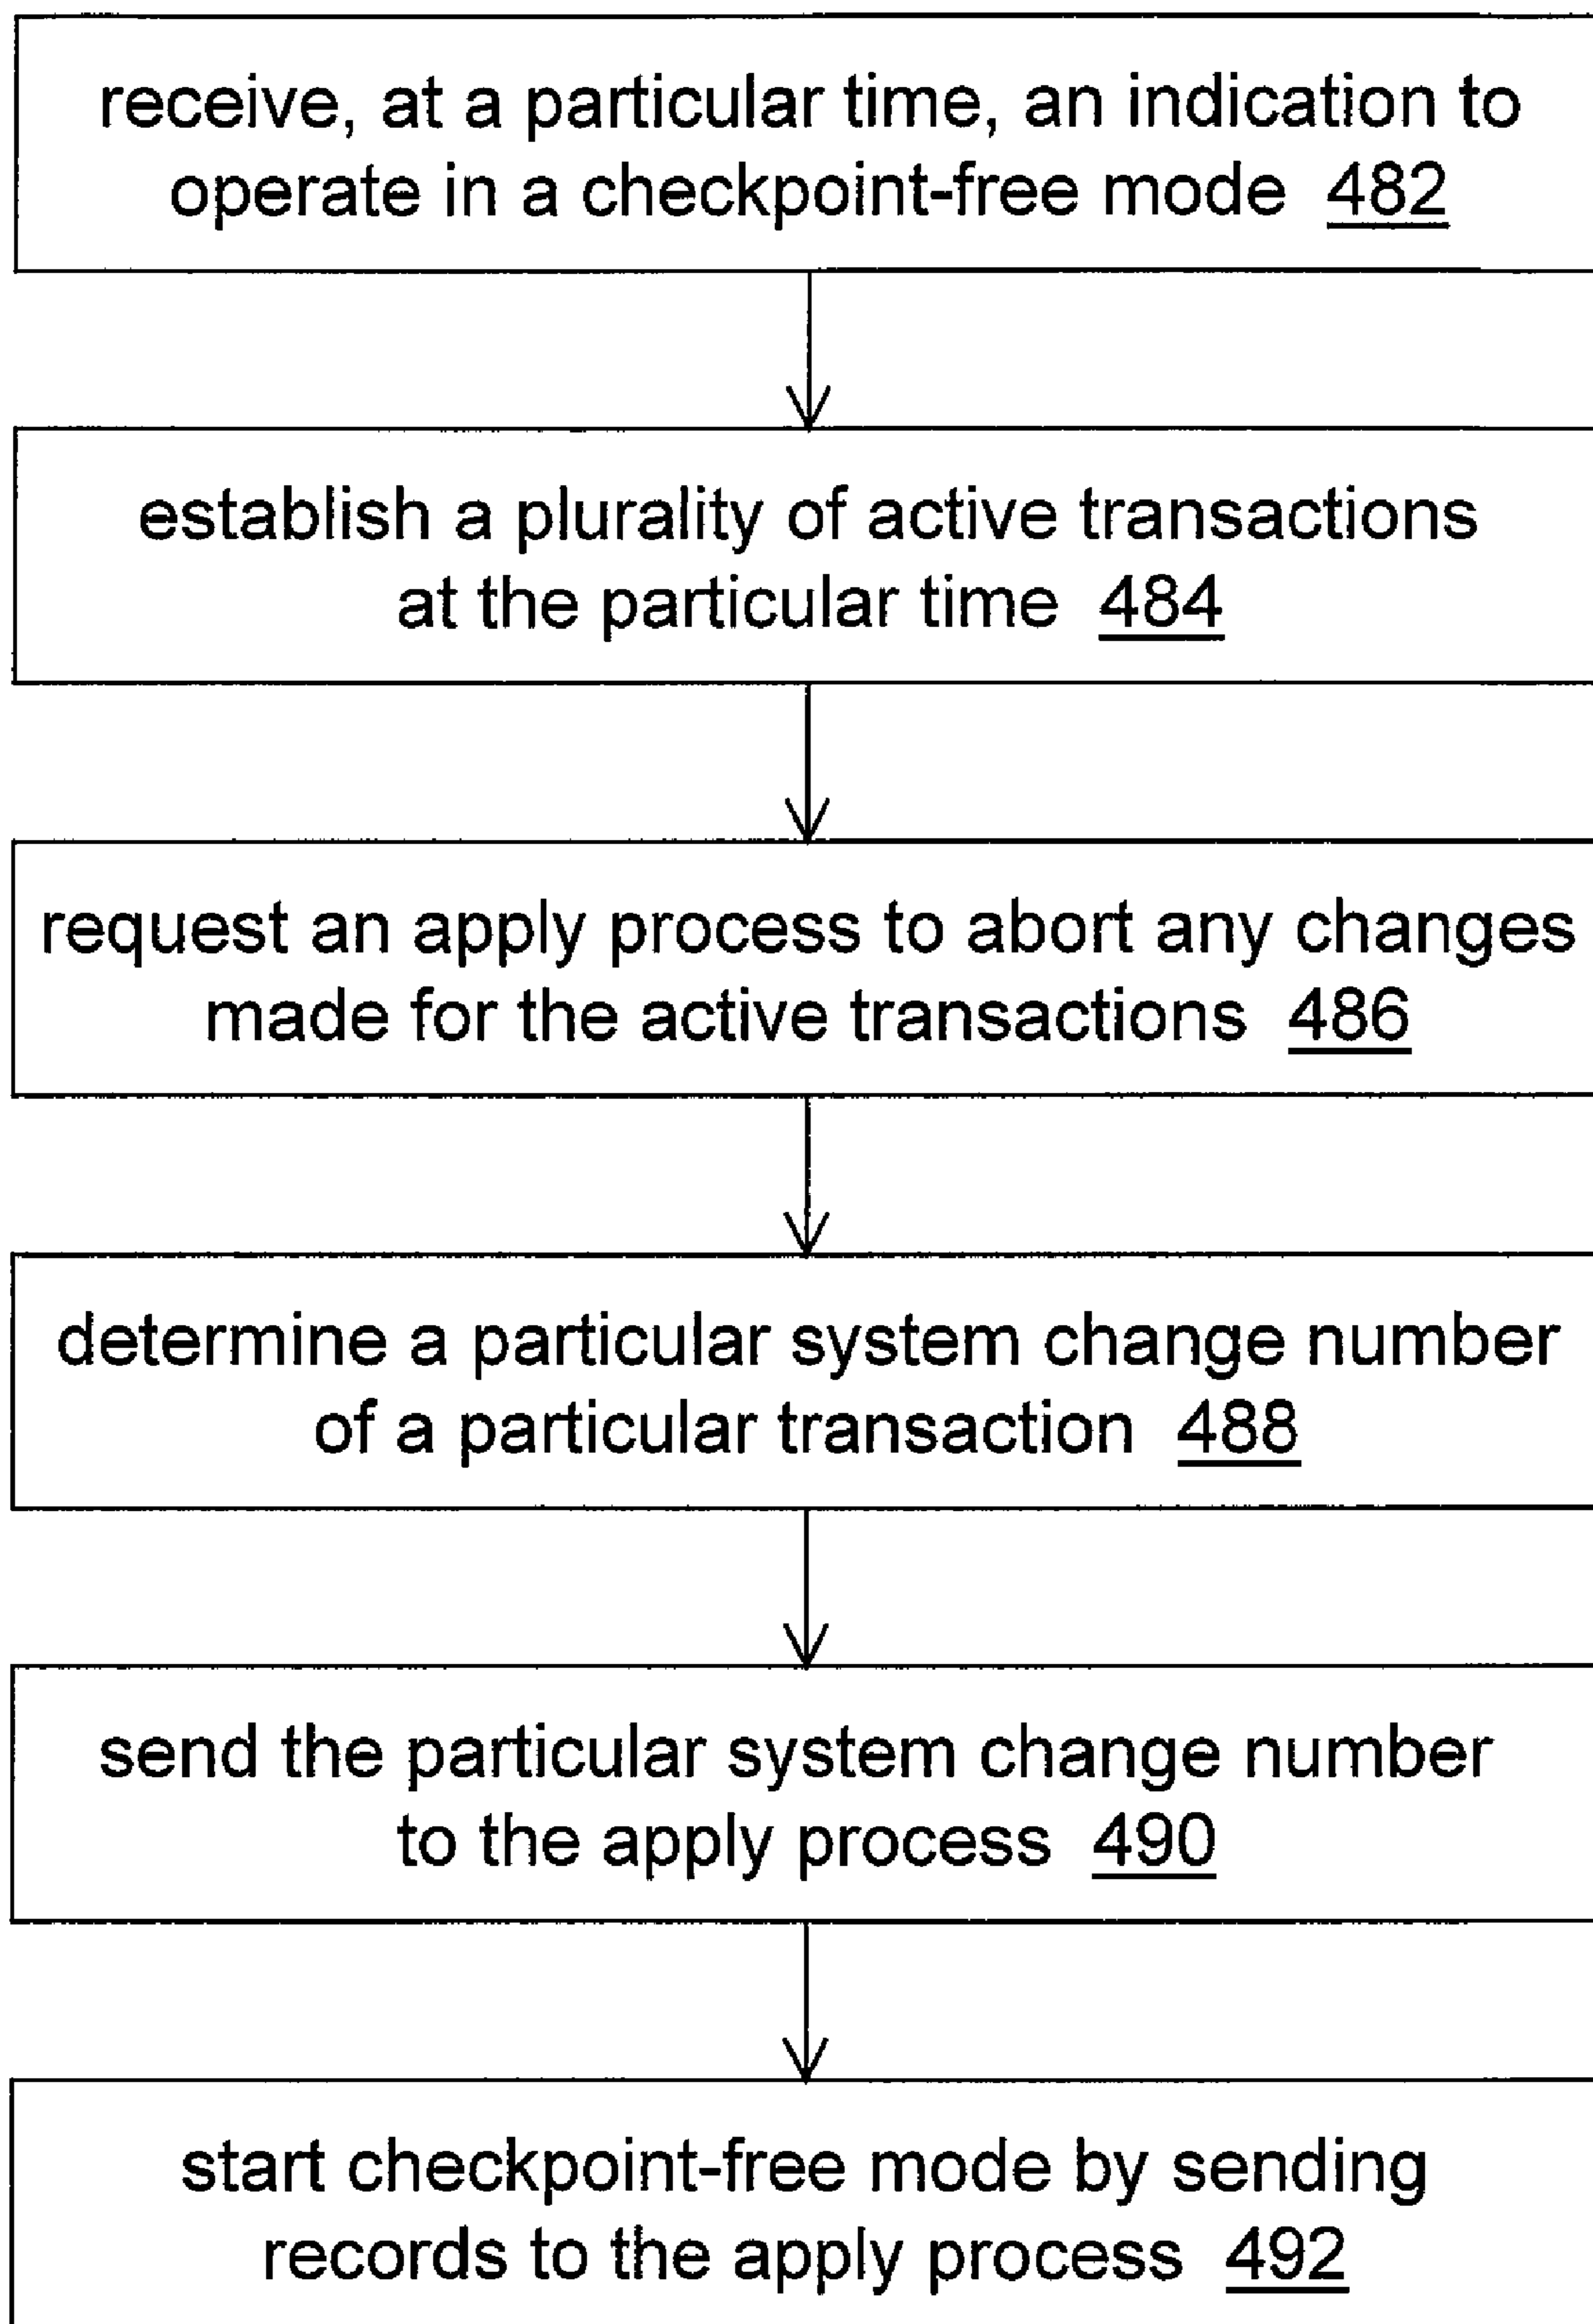 receive, at a particular time, an indication to
operate in a checkpoint-free mode 482
establish a plurality of active transactions
at the particular time 484
request an apply process to abort any changes
made for the active transactions 486
determine a particular system change number
of a particular transaction 488
send the particular system change number
to the apply process 490
start checkpoint-free mode by sending
records to the apply process 492